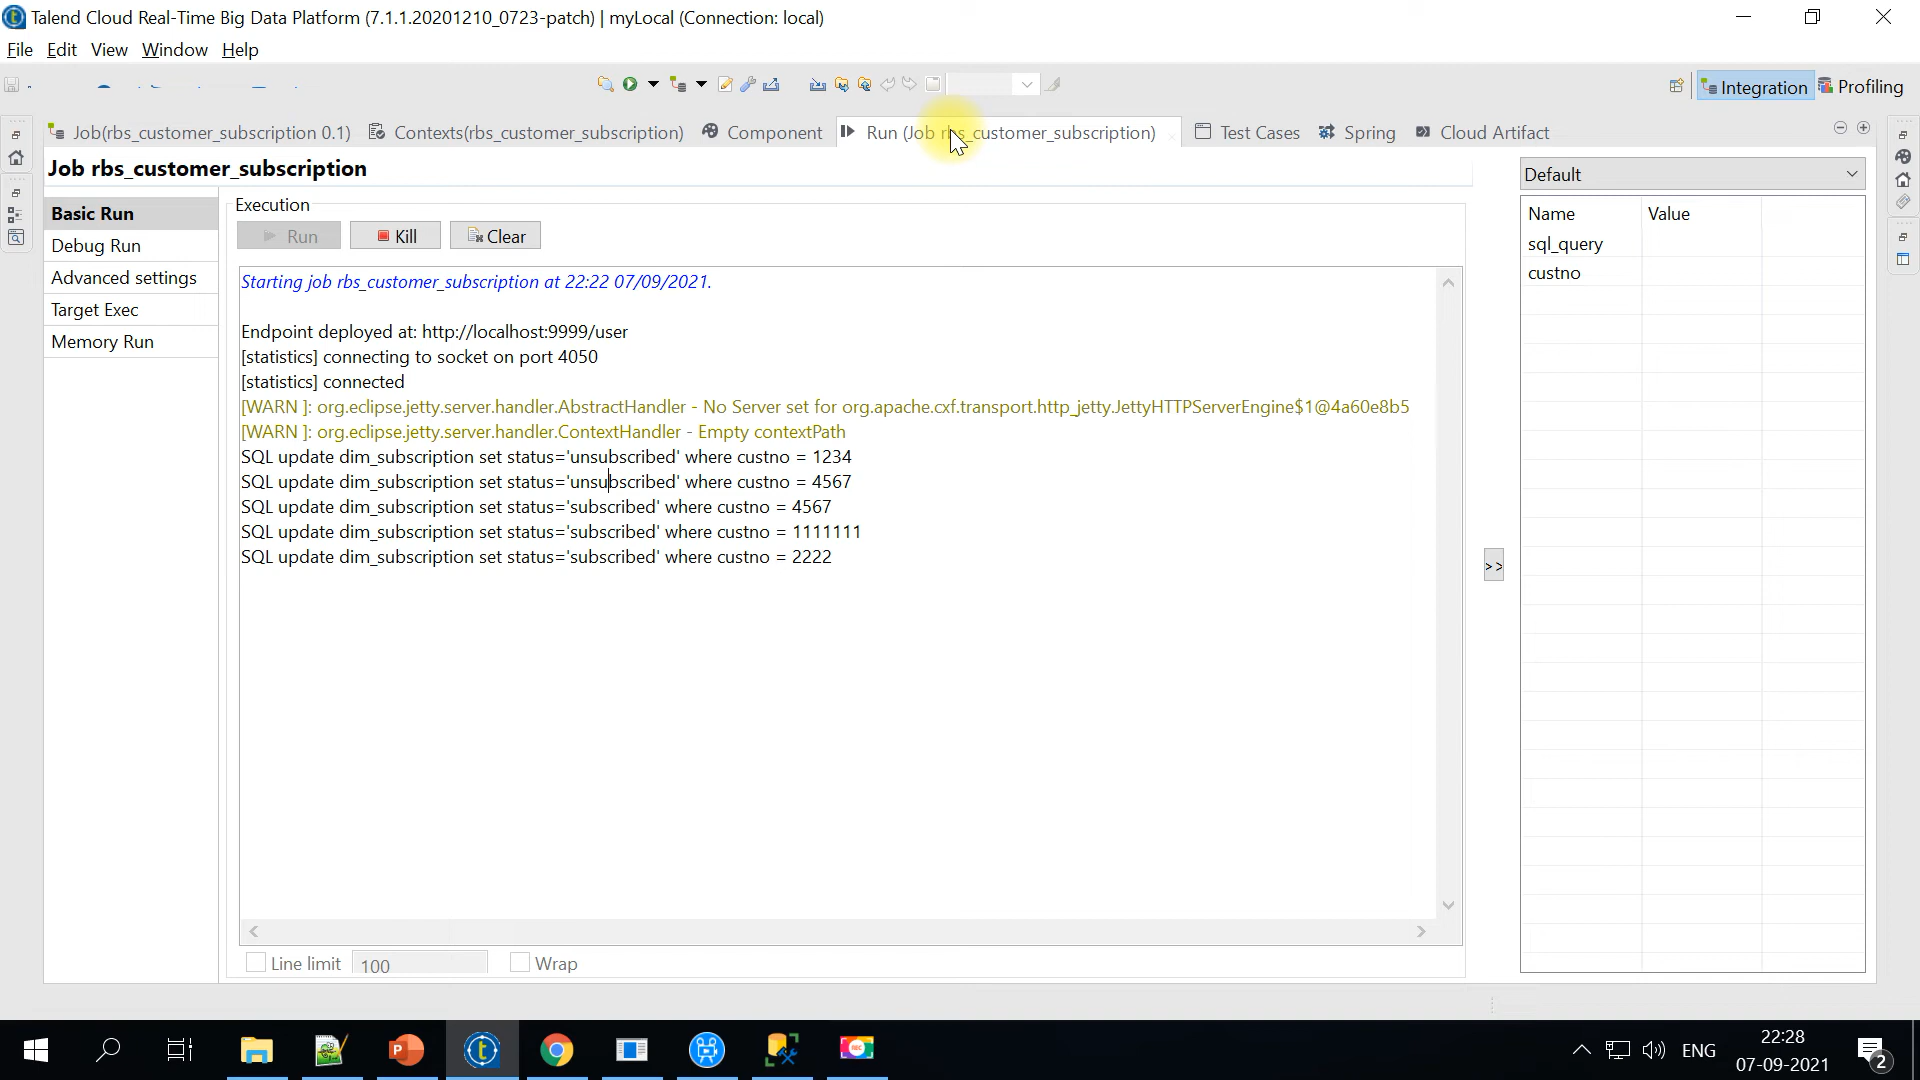 Talend Cloud Real-Time Big Data Platform (7.1.1.20201210_0723-patch) | myLocal (Connection: local)
File Edit View Window Help
Integration Profiling
Job(rbs_customer_subscription 0.1) Contexts(rbs_customer_subscription) Component Run (Job rbs_customer_subscription) Test Cases Spring Cloud Artifact
Job rbs_customer_subscription
Default
Basic Run
Debug Run
Advanced settings
Target Exec
Memory Run
Execution
Run Kill Clear
Starting job rbs_customer_subscription at 22:22 07/09/2021.
Endpoint deployed at: http://localhost:9999/user
[statistics] connecting to socket on port 4050
[statistics] connected
[WARN ]: org.eclipse.jetty.server.handler.AbstractHandler - No Server set for org.apache.cxf.transport.http_jetty.JettyHTTPServerEngine$1@4a60e8b5
[WARN ]: org.eclipse.jetty.server.handler.ContextHandler - Empty contextPath
SQL update dim_subscription set status='unsubscribed' where custno = 1234
SQL update dim_subscription set status='unsubscribed' where custno = 4567
SQL update dim_subscription set status='subscribed' where custno = 4567
SQL update dim_subscription set status='subscribed' where custno = 1111111
SQL update dim_subscription set status='subscribed' where custno = 2222
Line limit 100 Wrap
>>
Name Value
sql_query
custno
REC
ENG
22:28
07-09-2021
2